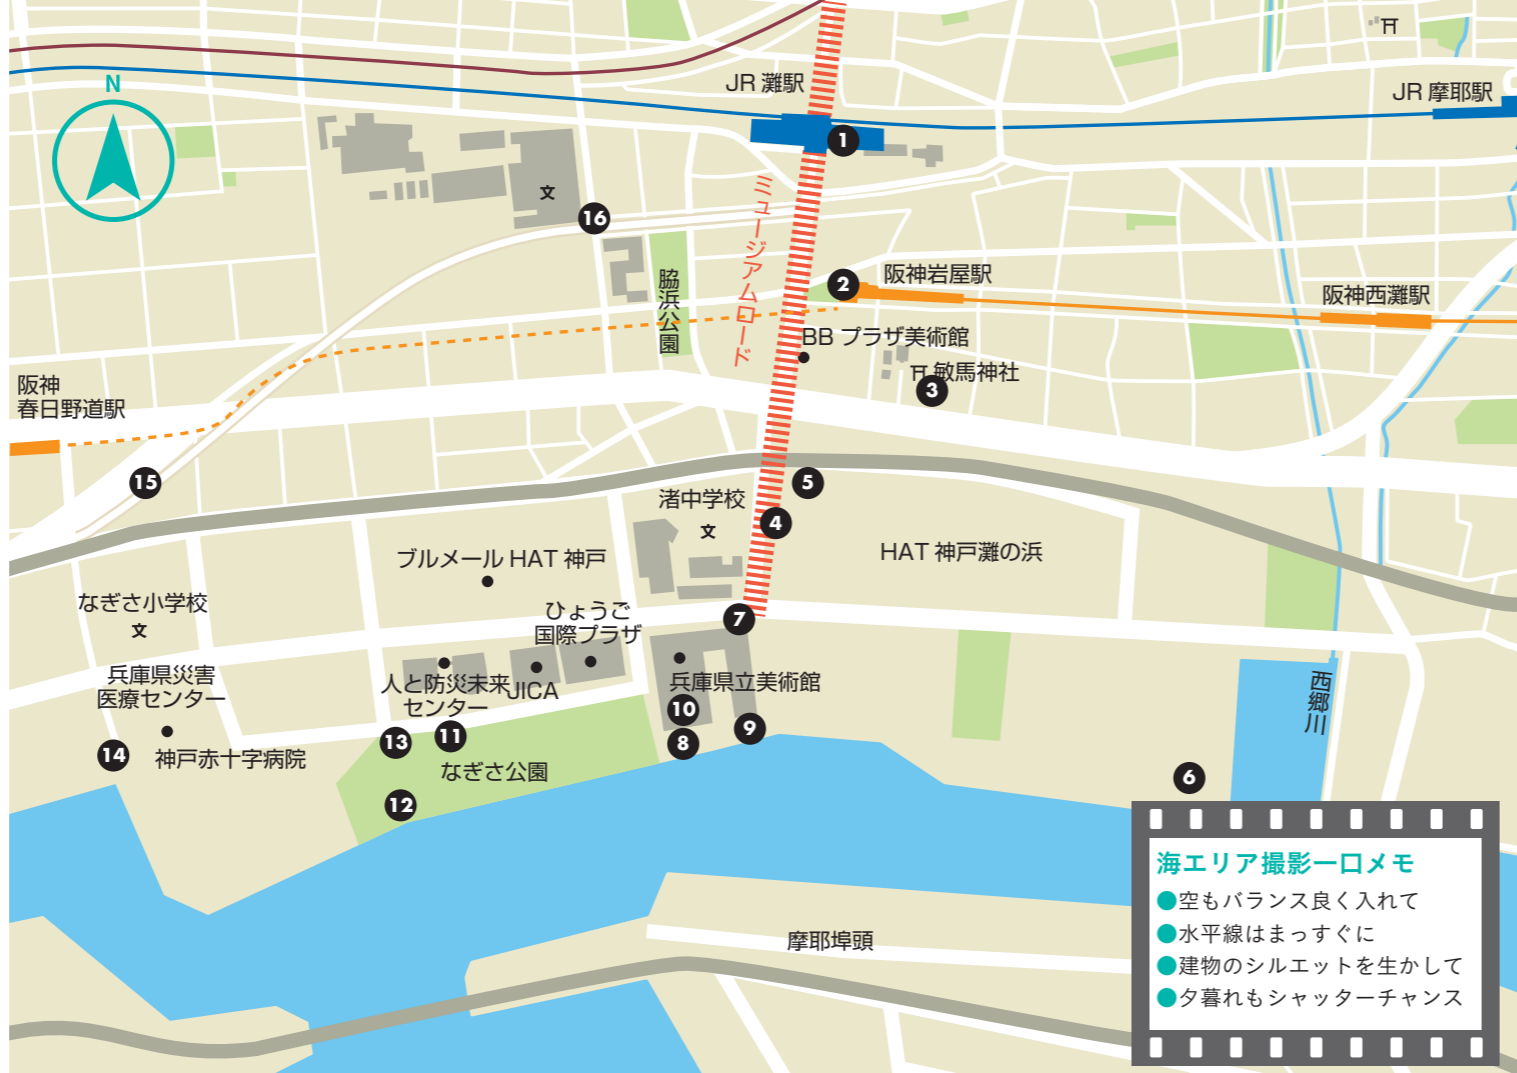 N
JR 灘駅
JR 摩耶駅
1
文
16
ミュージアムロード
脇浜公園
2
阪神岩屋駅
阪神西灘駅
BB プラザ美術館
敏馬神社
3
阪神
春日野道駅
15
5
渚中学校
文
4
HAT 神戸灘の浜
ブルメール HAT 神戸
なぎさ小学校
文
ひょうご
国際プラザ
7
兵庫県災害
医療センター
人と防災未来
センター
JICA
兵庫県立美術館
10
西郷川
14
神戸赤十字病院
13
11
8
9
なぎさ公園
6
12
摩耶埠頭
海エリア撮影一口メモ
●空もバランス良く入れて
●水平線はまっすぐに
●建物のシルエットを生かして
●夕暮れもシャッターチャンス